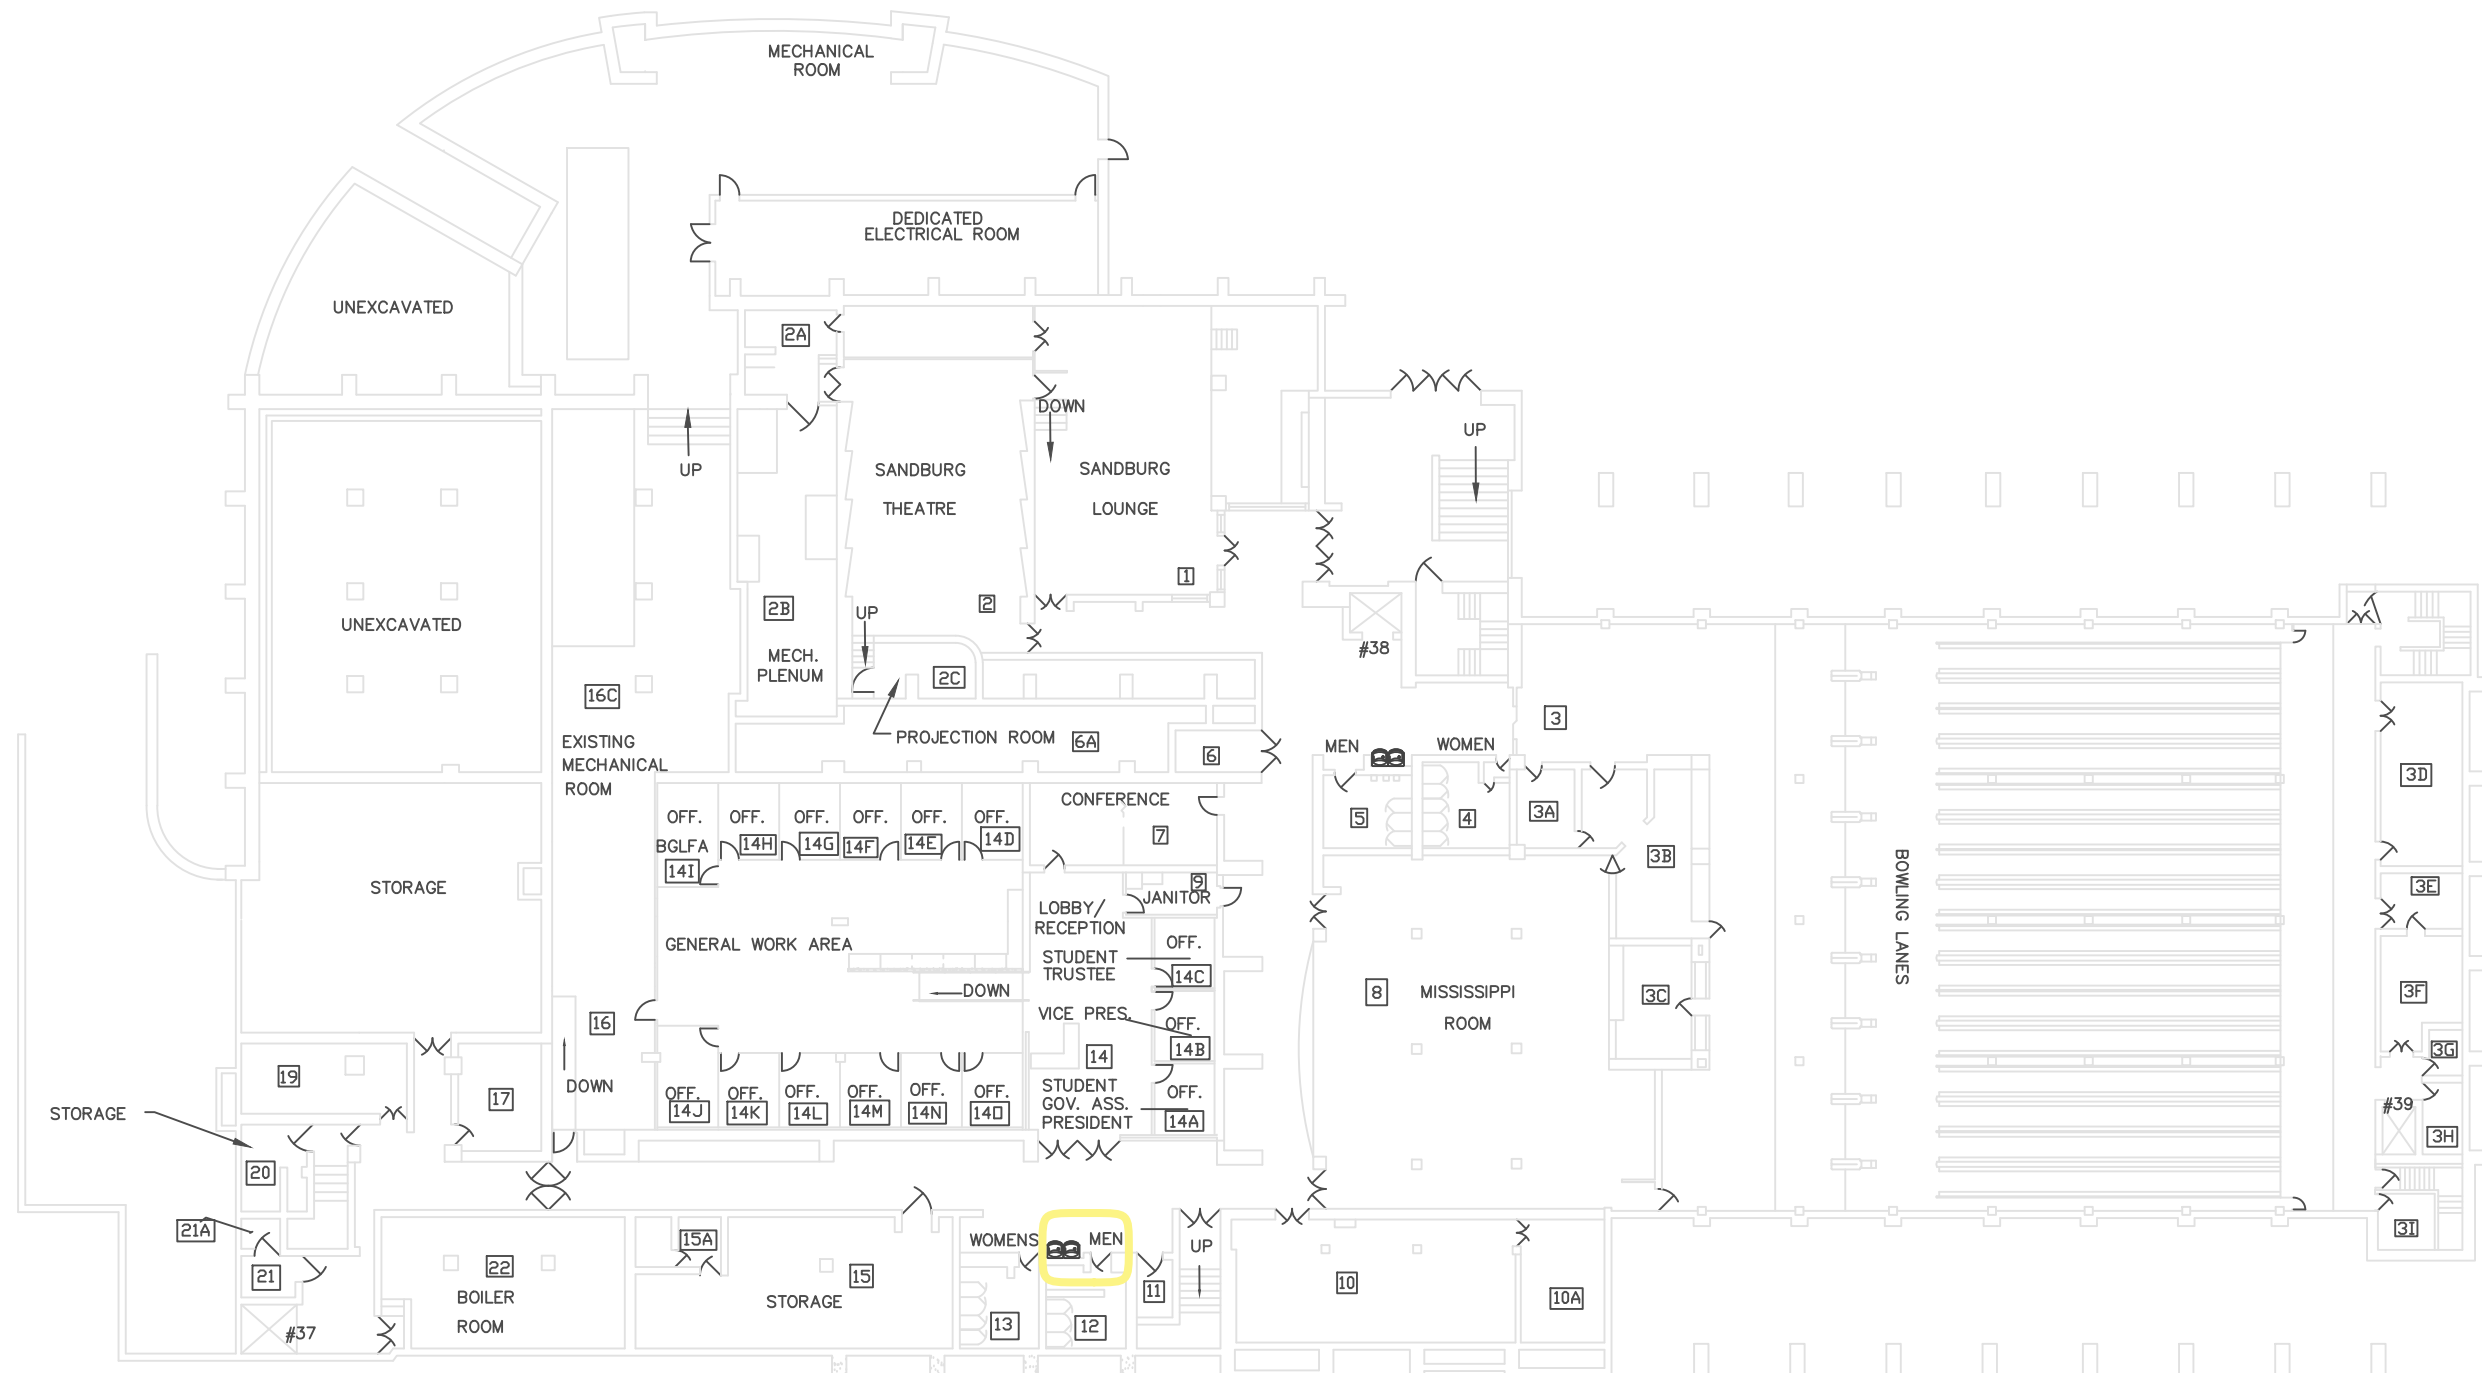 MECHANICAL
ROOM
DEDICATED
ELECTRICAL ROOM
UNEXCAVATED
2A
DOWN
UP
UP
SANDBURG
THEATRE
SANDBURG
LOUNGE
1
2
2B
UP
UNEXCAVATED
MECH.
PLENUM
2C
#38
16C
3
PROJECTION ROOM
6A
6
MEN
WOMEN
EXISTING
MECHANICAL
ROOM
3D
OFF.
OFF.
OFF.
OFF.
OFF.
OFF.
CONFERENCE
5
4
3A
BGLFA
14I
14H
14G
14F
14E
14D
7
3B
STORAGE
9
JANITOR
3E
BOWLING LANES
LOBBY/
RECEPTION
GENERAL WORK AREA
OFF.
STUDENT
TRUSTEE
14C
DOWN
8
MISSISSIPPI
ROOM
3C
3F
16
VICE PRES.
OFF.
14B
14
3G
19
17
DOWN
OFF.
OFF.
OFF.
OFF.
OFF.
OFF.
14J
14K
14L
14M
14N
14O
STUDENT
GOV. ASS.
PRESIDENT
OFF.
14A
#39
3H
STORAGE
20
21A
15A
WOMENS
MEN
UP
3I
21
22
BOILER
ROOM
15
STORAGE
11
10
10A
#37
13
12